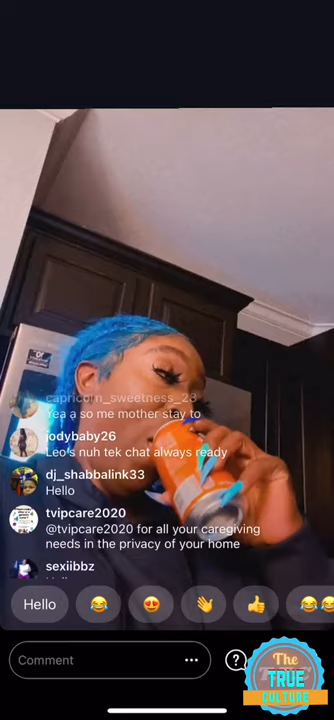 capricorn_sweetness_28
Yea a so me mother stay to
jodybaby26
Leo's nuh tek chat always ready
dj_shabbalink33
Hello
tvipcare2020
@tvipcare2020 for all your caregiving
needs in the privacy of your home
sexiibbz
Hello
Comment
The
TRUE
CULTURE